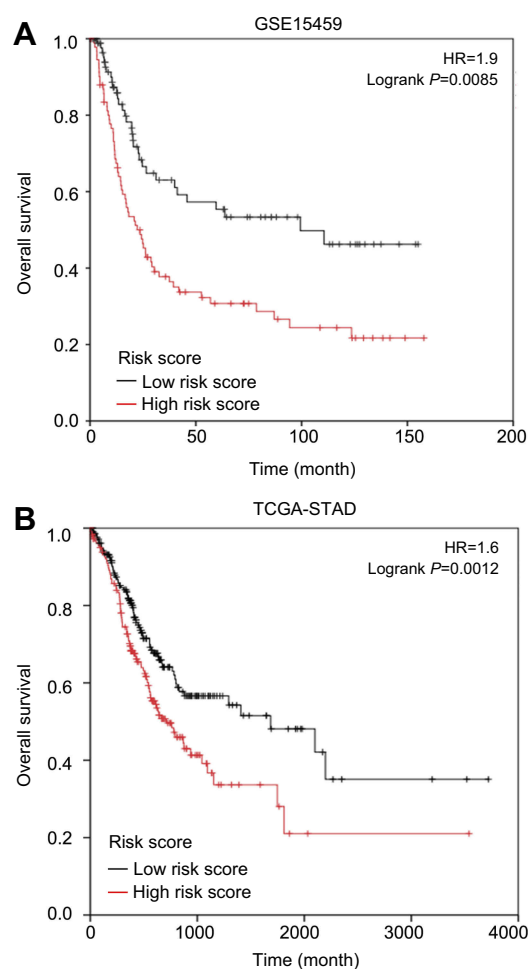 A
GSE15459
HR=1.9
Logrank P=0.0085
Overall survival
1.0
0.8
0.6
0.4
0.2
0.0
Risk score
Low risk score
High risk score
0 50 100 150 200
Time (month)
B
TCGA-STAD
HR=1.6
Logrank P=0.0012
Overall survival
1.0
0.8
0.6
0.4
0.2
0.0
Risk score
Low risk score
High risk score
0 1000 2000 3000 4000
Time (month)